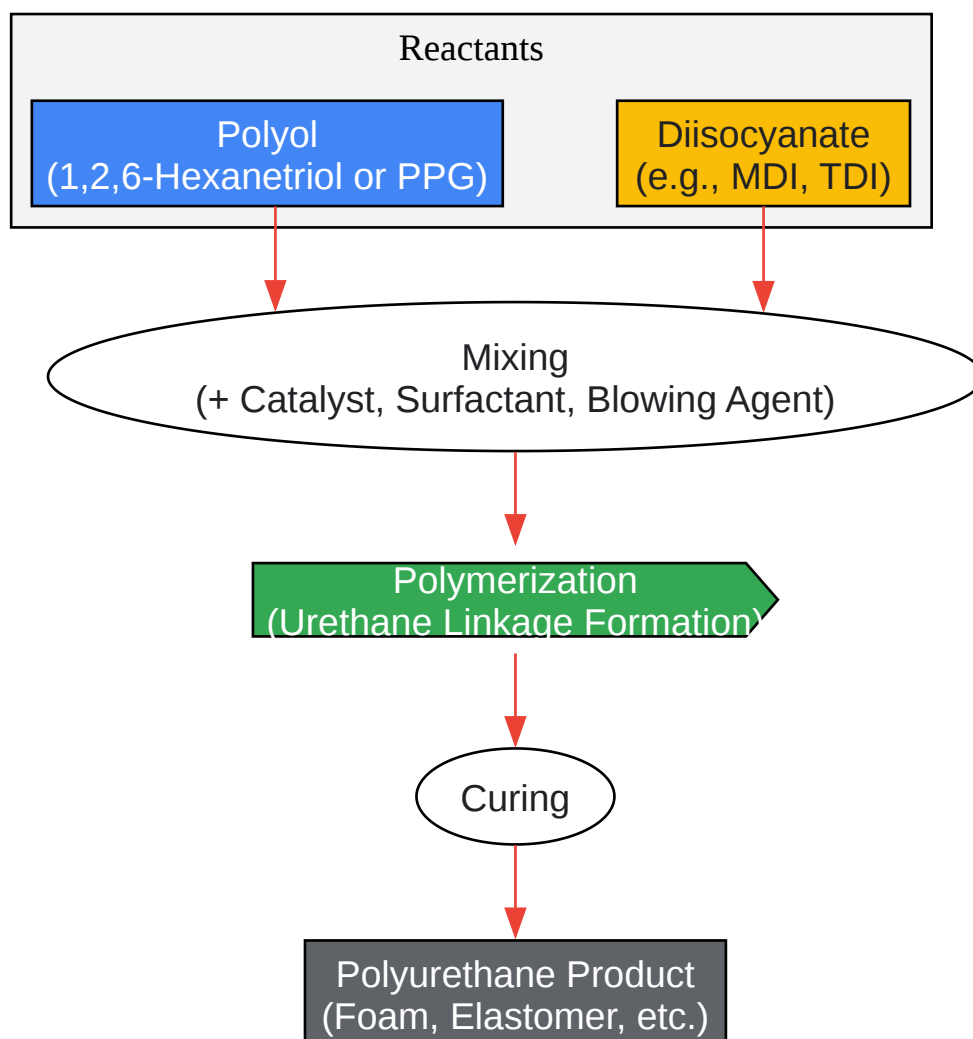 Reactants
Polyol
(1,2,6-Hexanetriol or PPG)
Diisocyanate
(e.g., MDI, TDI)
Mixing
(+ Catalyst, Surfactant, Blowing Agent)
Polymerization
(Urethane Linkage Formation)
Curing
Polyurethane Product
(Foam, Elastomer, etc.)